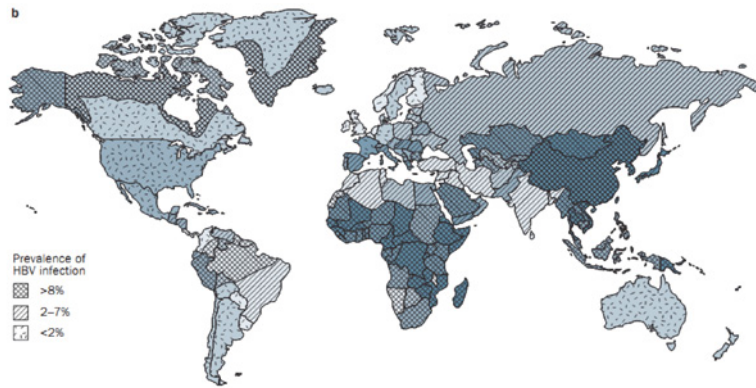 b
Prevalence of
HBV infection
>8%
2–7%
<2%